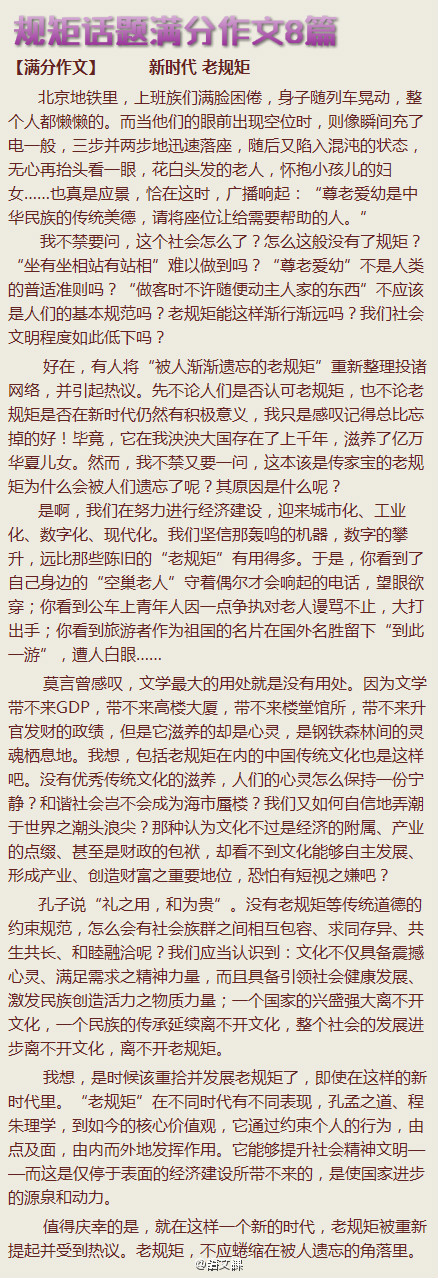 规矩话题满分作文8篇
【满分作文】 新时代 老规矩
北京地铁里，上班族们满脸困倦，身子随列车晃动，整
个人都懒懒的。而当他们的眼前出现空位时，则像瞬间充了
电一般，三步并两步地迅速落座，随后又陷入混沌的状态，
无心再抬头看一眼，花白头发的老人，怀抱小孩儿的妇
女……也真是应景，恰在这时，广播响起：“尊老爱幼是中
华民族的传统美德，请将座位让给需要帮助的人。”
我不禁要问，这个社会怎么了？怎么这般没有了规矩？
“坐有坐相站有站相”难以做到吗？“尊老爱幼”不是人类
的普适准则吗？“做客时不许随便动主人家的东西”不应该
是人们的基本规范吗？老规矩能这样渐行渐远吗？我们社会
文明程度如此低下吗？
好在，有人将“被人渐渐遗忘的老规矩”重新整理投诸
网络，并引起热议。先不论人们是否认可老规矩，也不论老
规矩是否在新时代仍然有积极意义，我只是感叹记得总比忘
掉的好！毕竟，它在我泱泱大国存在了上千年，滋养了亿万
华夏儿女。然而，我不禁又要一问，这本该是传家宝的老规
矩为什么会被人们遗忘了呢？其原因是什么呢？
是啊，我们在努力进行经济建设，迎来城市化、工业
化、数字化、现代化。我们坚信那轰鸣的机器，数字的攀
升，远比那些陈旧的“老规矩”有用得多。于是，你看到了
自己身边的“空巢老人”守着偶尔才会响起的电话，望眼欲
穿；你看到公车上青年人因一点争执对老人谩骂不止，大打
出手；你看到旅游者作为祖国的名片在国外名胜留下“到此
一游”，遭人白眼……
莫言曾感叹，文学最大的用处就是没有用处。因为文学
带不来GDP，带不来高楼大厦，带不来楼堂馆所，带不来升
官发财的政绩，但是它滋养的却是心灵，是钢铁森林间的灵
魂栖息地。我想，包括老规矩在内的中国传统文化也是这样
吧。没有优秀传统文化的滋养，人们的心灵怎么保持一份宁
静？和谐社会岂不会成为海市蜃楼？我们又如何自信地弄潮
于世界之潮头浪尖？那种认为文化不过是经济的附属、产业
的点缀、甚至是财政的包袱，却看不到文化能够自主发展、
形成产业、创造财富之重要地位，恐怕有短视之嫌吧？
孔子说“礼之用，和为贵”。没有老规矩等传统道德的
约束规范，怎么会有社会族群之间相互包容、求同存异、共
生共长、和睦融洽呢？我们应当认识到：文化不仅具备震撼
心灵、满足需求之精神力量，而且具备引领社会健康发展、
激发民族创造活力之物质力量；一个国家的兴盛强大离不开
文化，一个民族的传承延续离不开文化，整个社会的发展进
步离不开文化，离不开老规矩。
我想，是时候该重拾并发展老规矩了，即使在这样的新
时代里。“老规矩”在不同时代有不同表现，孔孟之道、程
朱理学，到如今的核心价值观，它通过约束个人的行为，由
点及面，由内而外地发挥作用。它能够提升社会精神文明—
—而这是仅停于表面的经济建设所带不来的，是使国家进步
的源泉和动力。
值得庆幸的是，就在这样一个新的时代，老规矩被重新
提起并受到热议。老规矩，不应蜷缩在被人遗忘的角落里。
@语文课